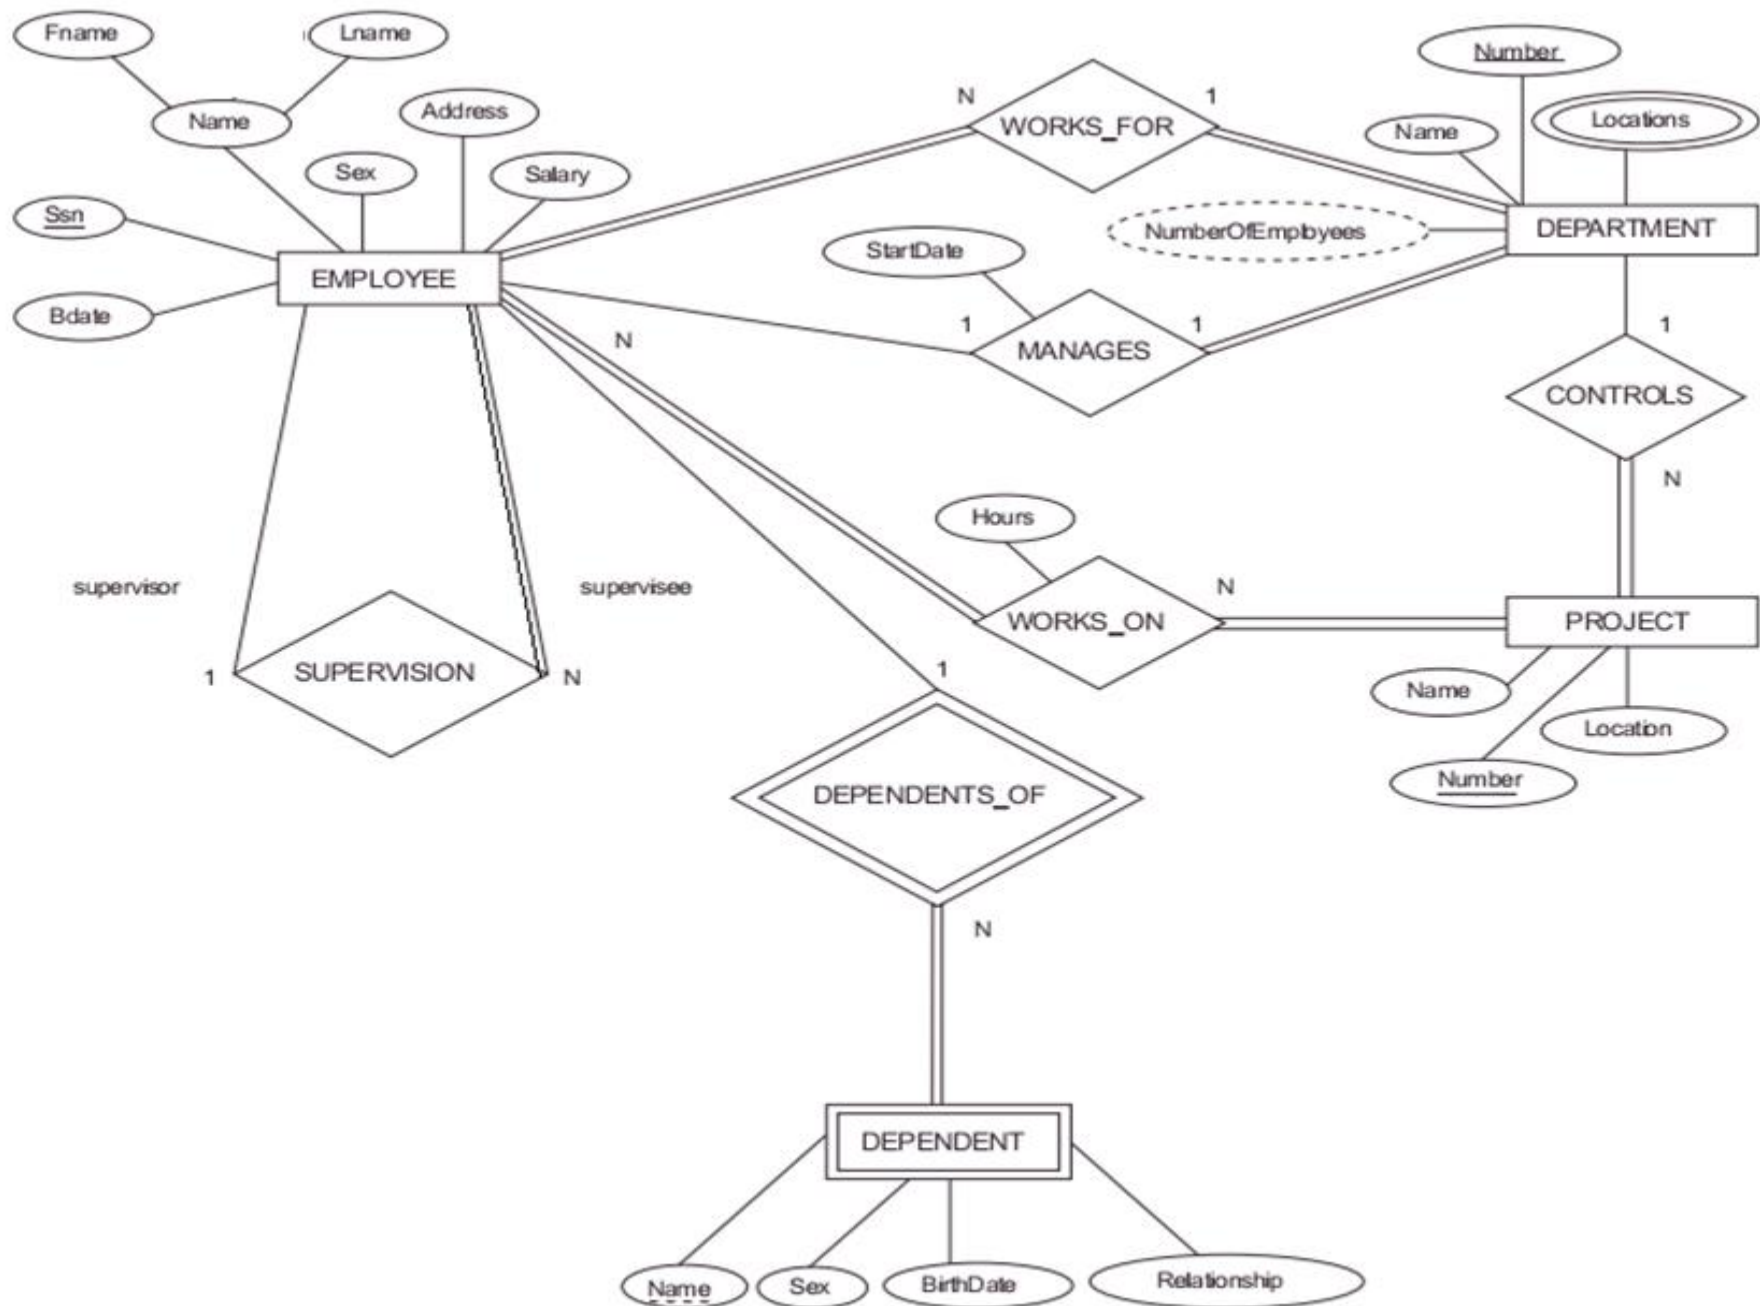 Fname
Lname
Number
Name
Address
N
WORKS_FOR
1
Name
Locations
Sex
Salary
Ssn
NumberOfEmployees
DEPARTMENT
StartDate
EMPLOYEE
Bdate
N
1
MANAGES
1
1
CONTROLS
N
Hours
supervisor
supervisee
N
WORKS_ON
PROJECT
1
SUPERVISION
N
1
Name
Location
Number
DEPENDENTS_OF
N
DEPENDENT
Name
Sex
BirthDate
Relationship